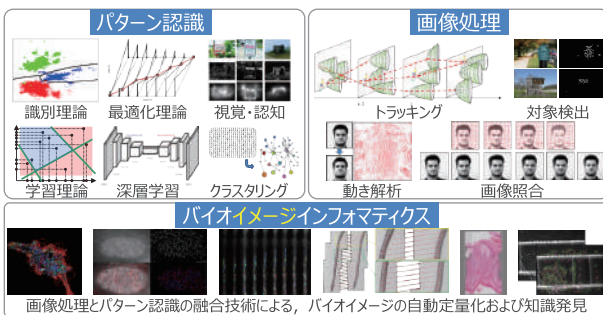 パターン認識
識別理論
最適化理論
視覚・認知
学習理論
深層学習
クラスタリング
画像処理
トラッキング
対象検出
動き解析
画像照合
バイオイメージインフォマティクス
画像処理とパターン認識の融合技術による，バイオイメージの自動定量化および知識発見